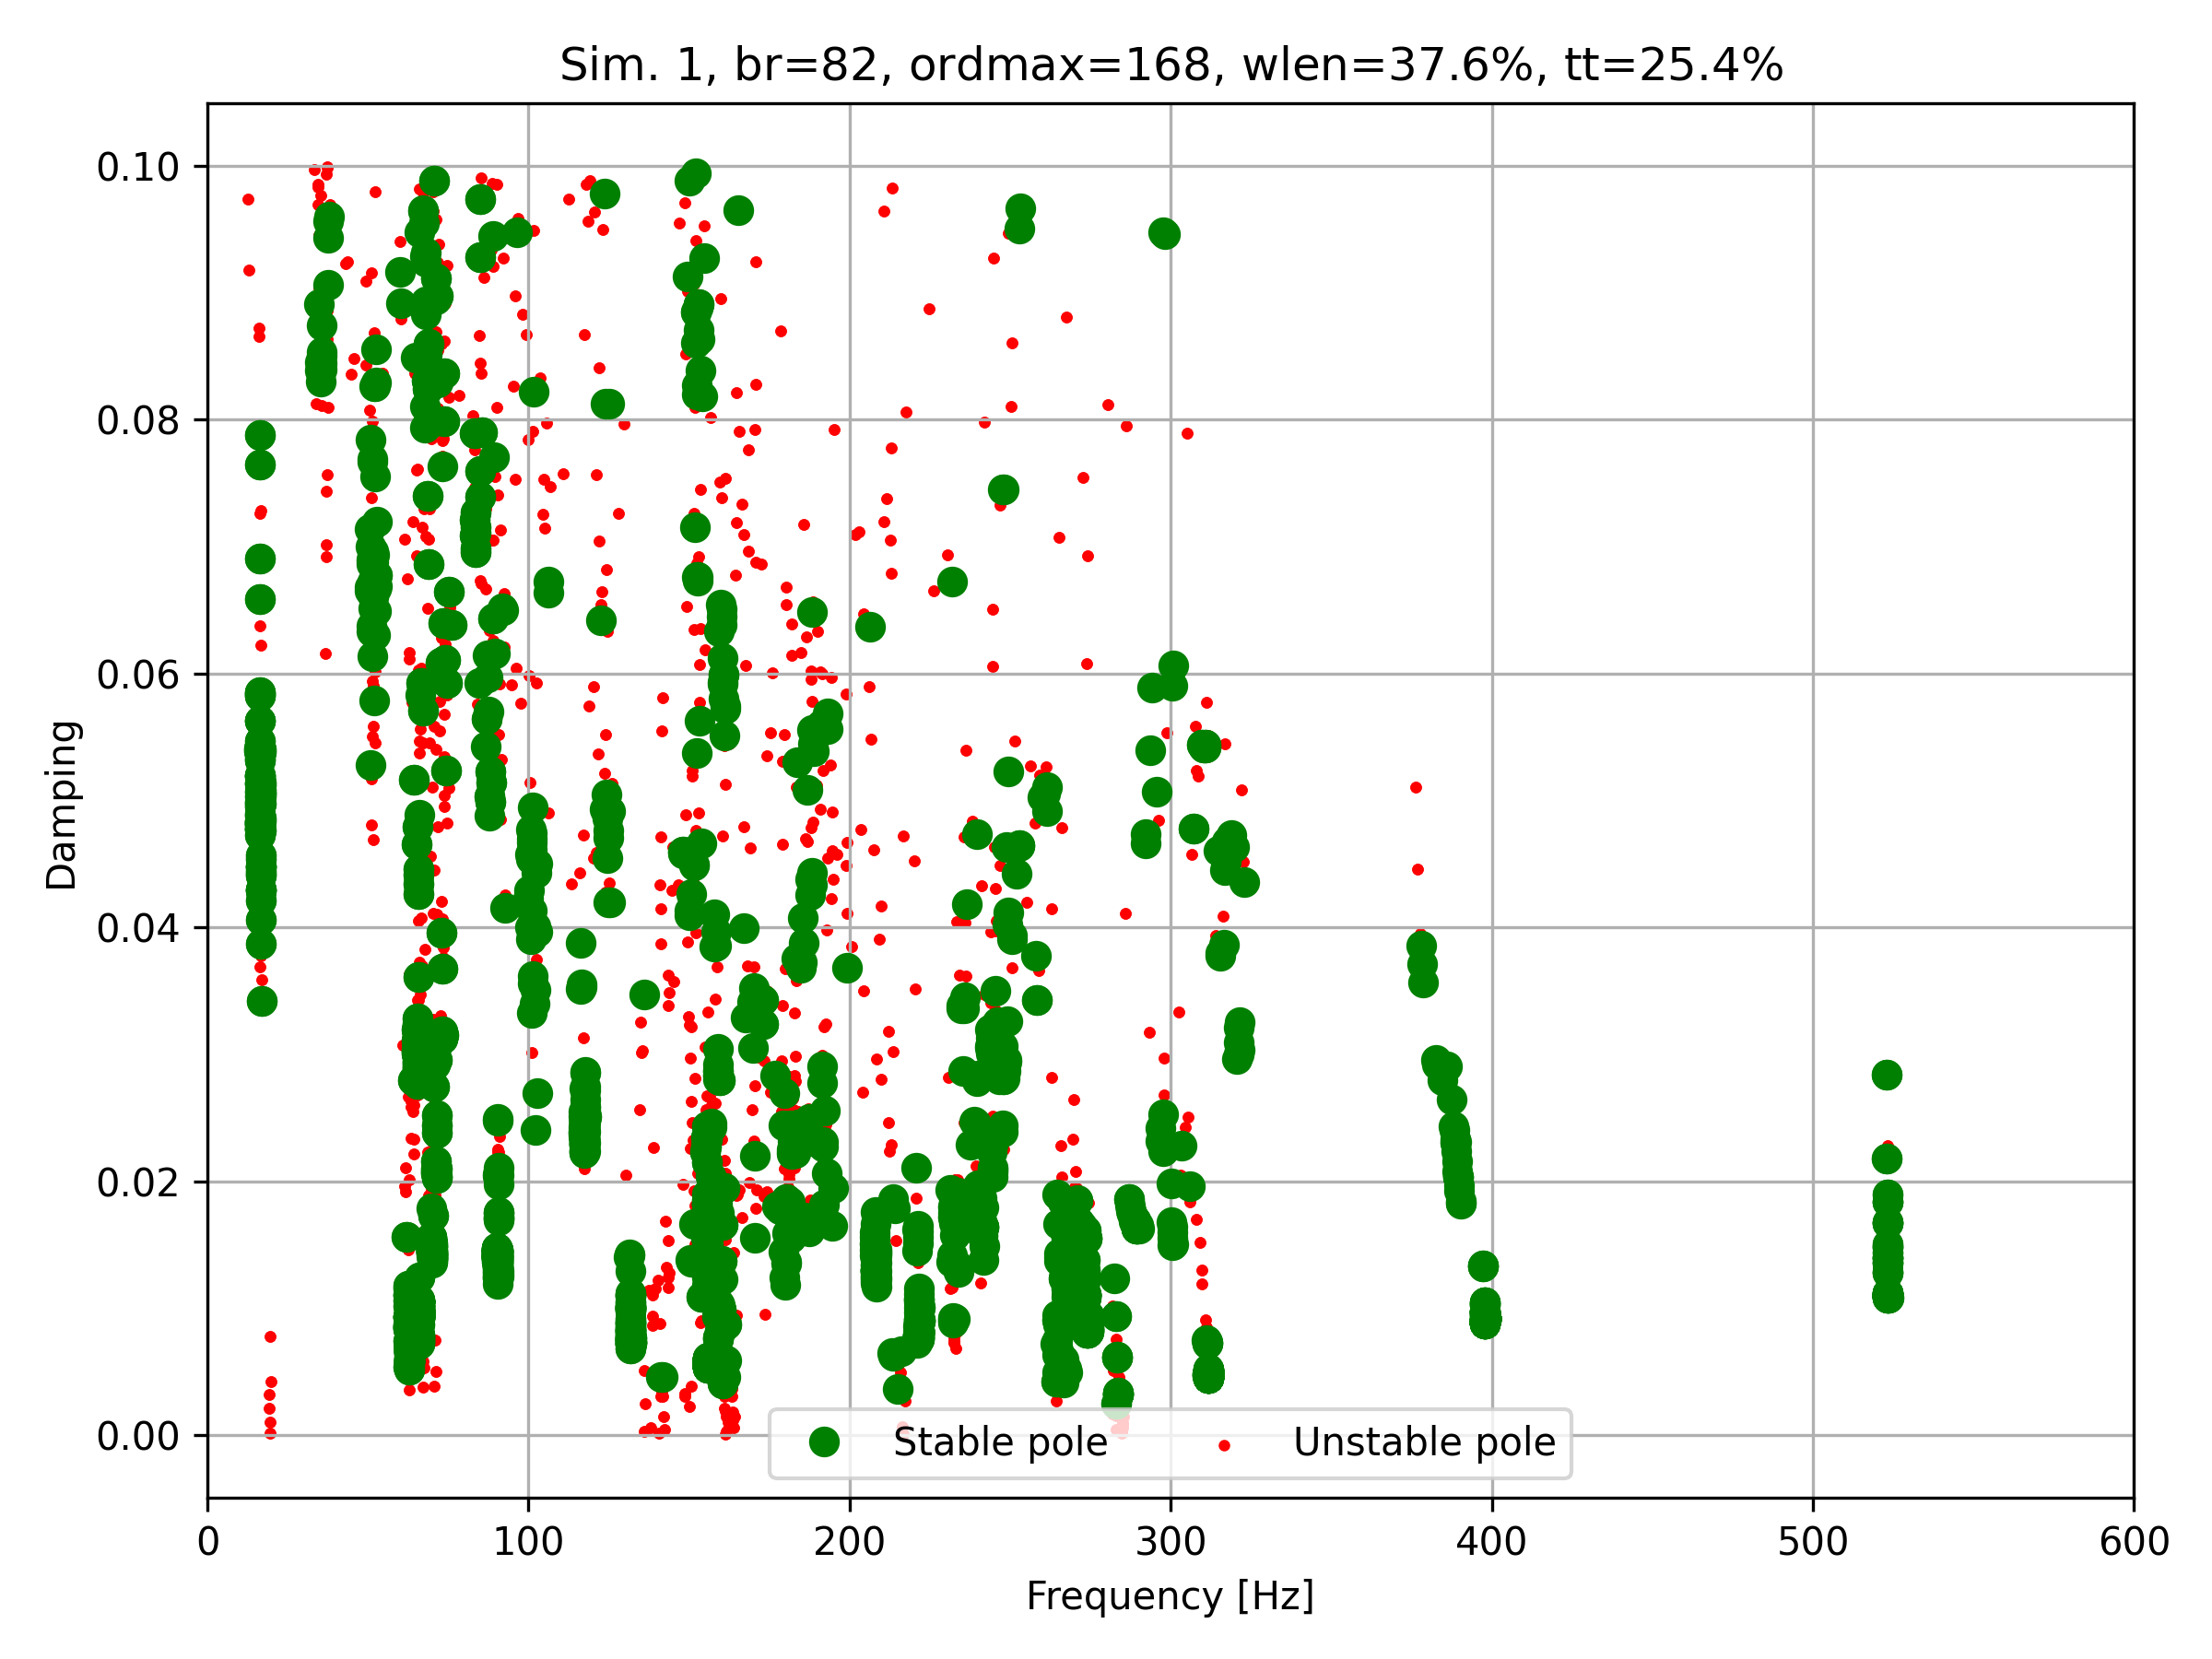 Sim. 1, br=82, ordmax=168, wlen=37.6%, tt=25.4%
0.10
0.08
0.06
0.04
0.02
0.00
Damping
Stable pole Unstable pole
0 100 200 300 400 500 600
Frequency [Hz]